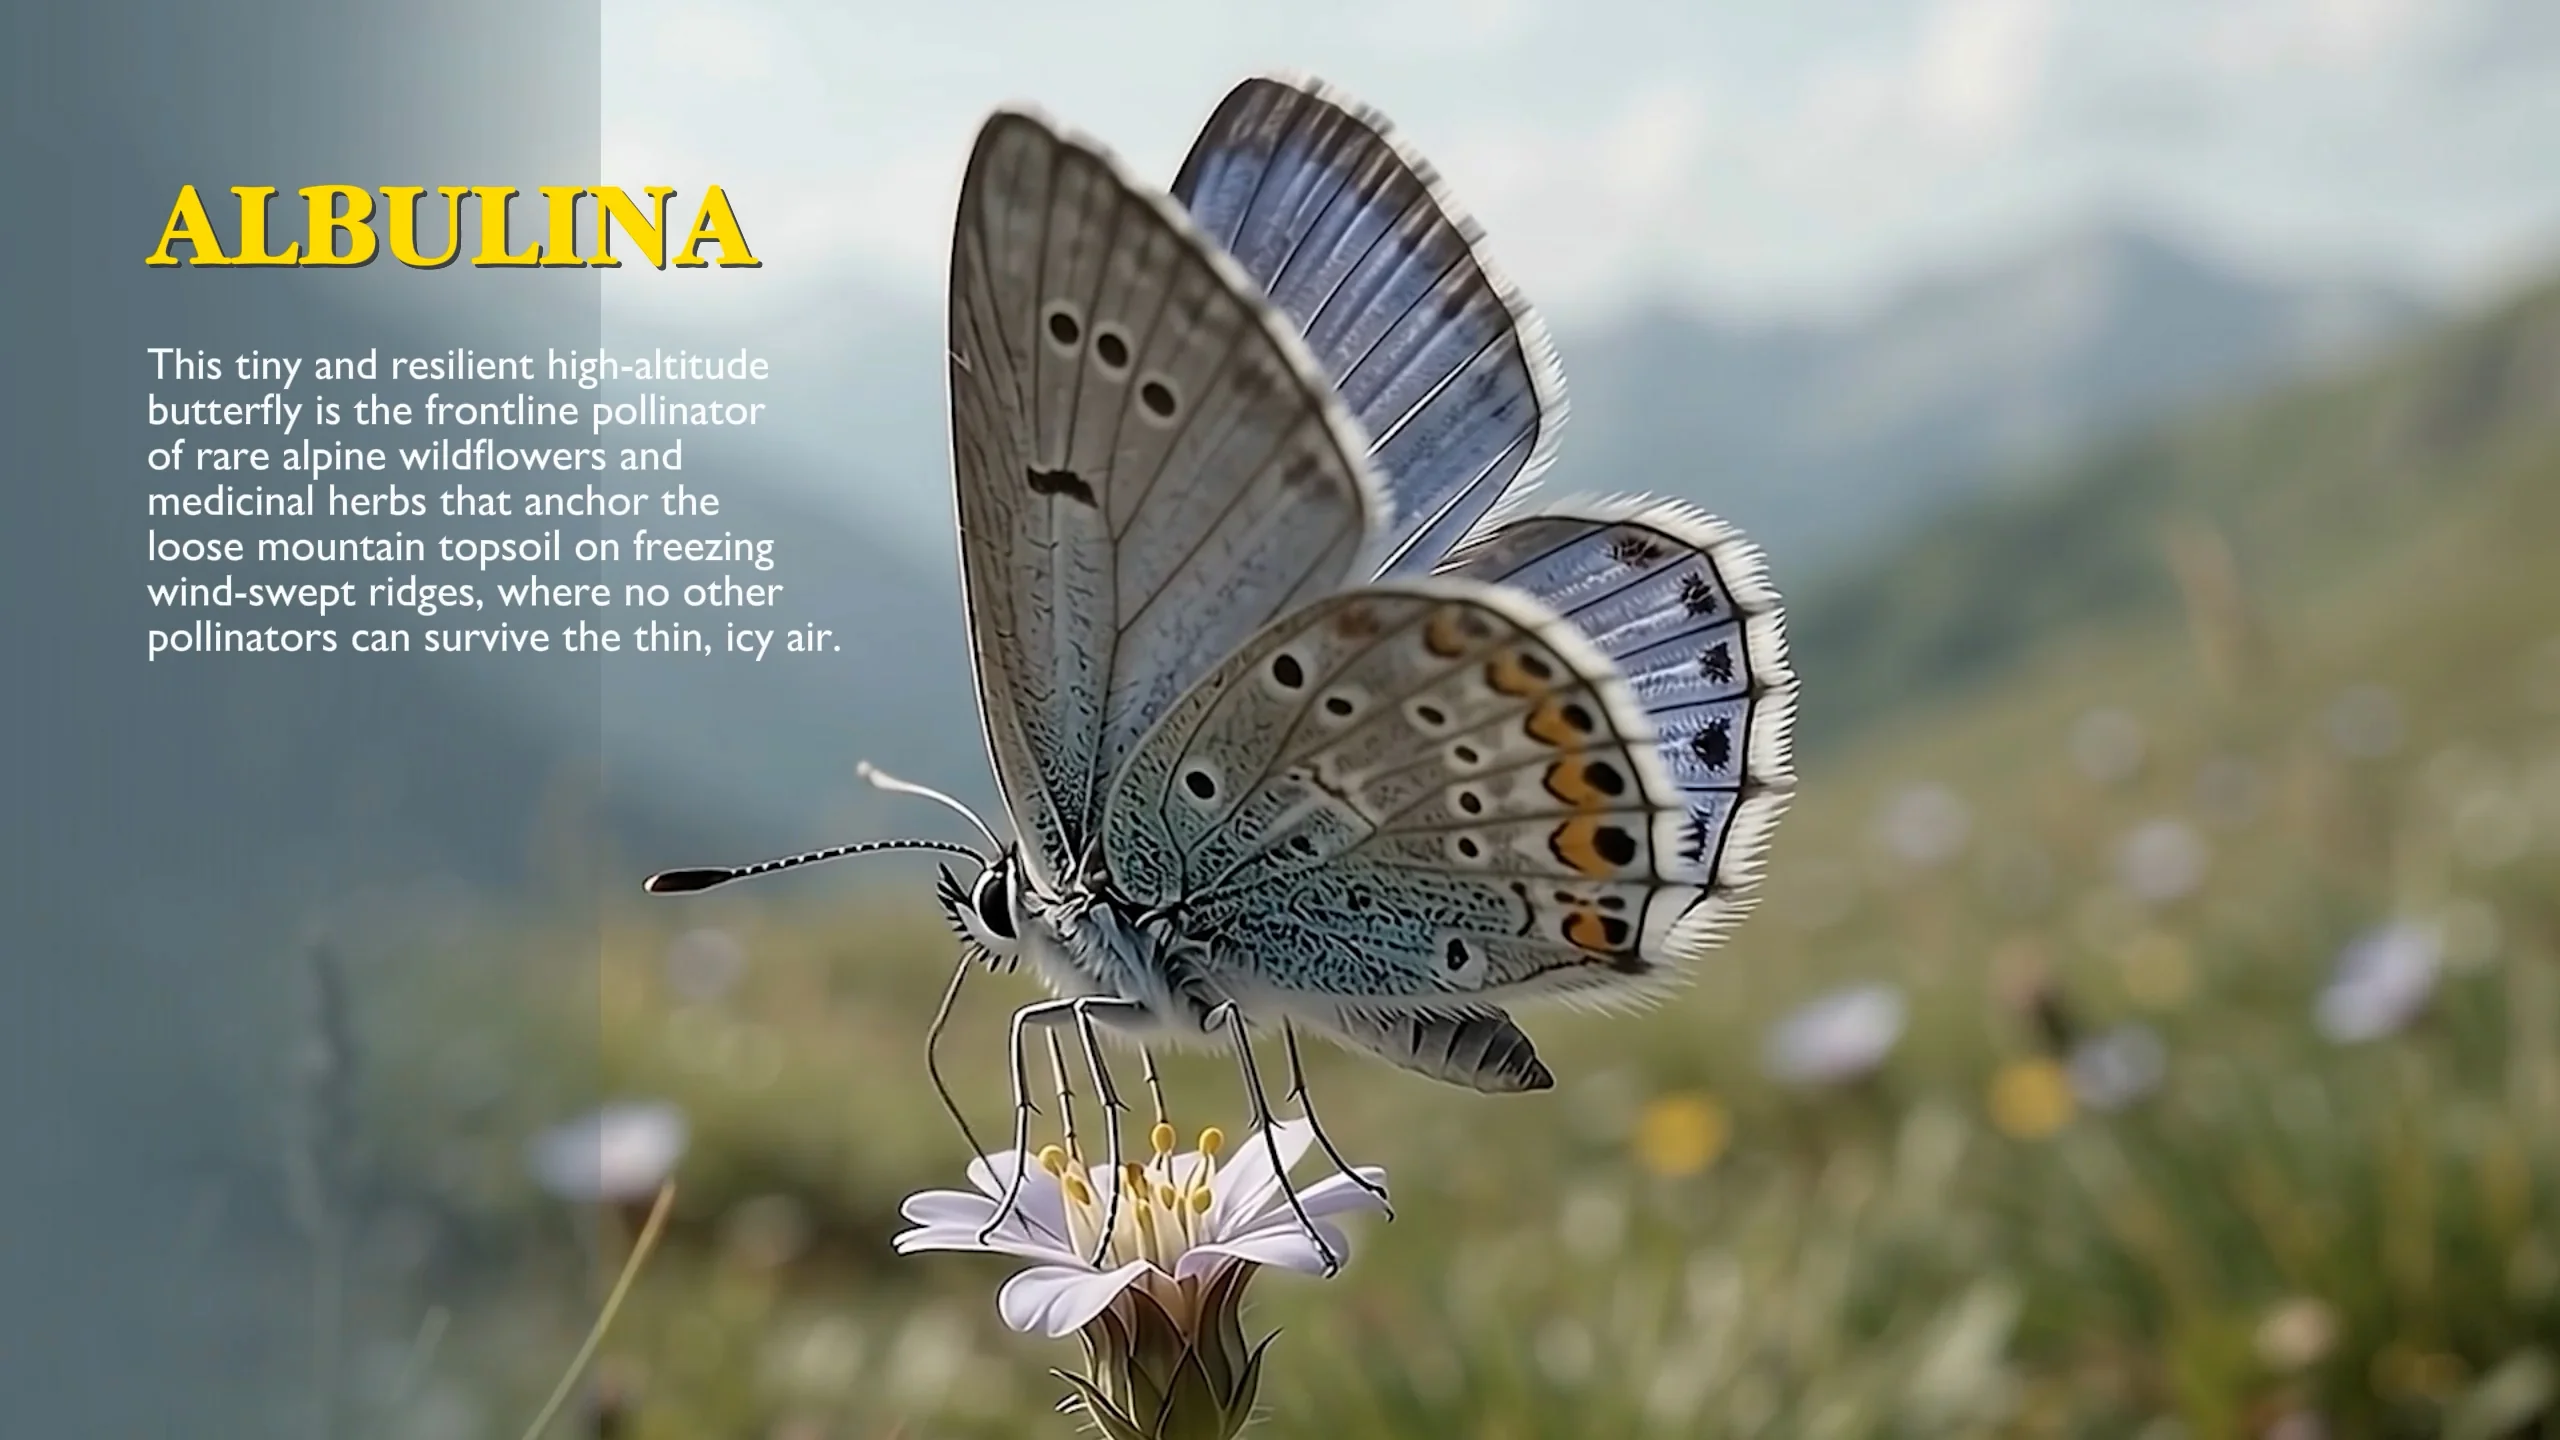 ALBULINA
This tiny and resilient high-altitude
butterfly is the frontline pollinator
of rare alpine wildflowers and
medicinal herbs that anchor the
loose mountain topsoil on freezing
wind-swept ridges, where no other
pollinators can survive the thin, icy air.